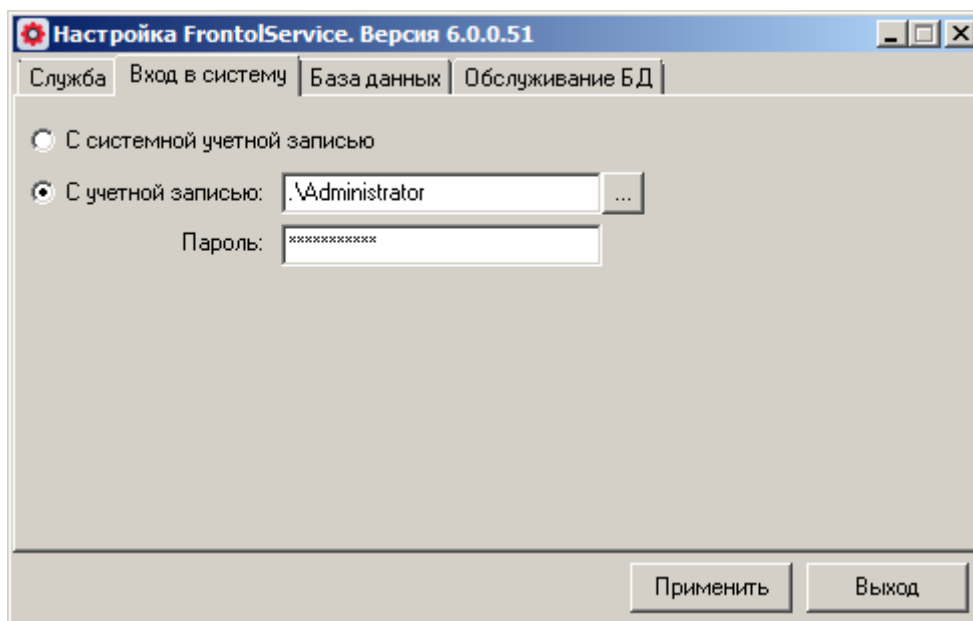 Настройка FrontolService. Версия 6.0.0.51
Служба Вход в систему База данных Обслуживание БД
С системной учетной записью
С учетной записью: .\Administrator ...
Пароль: ***********
Применить Выход